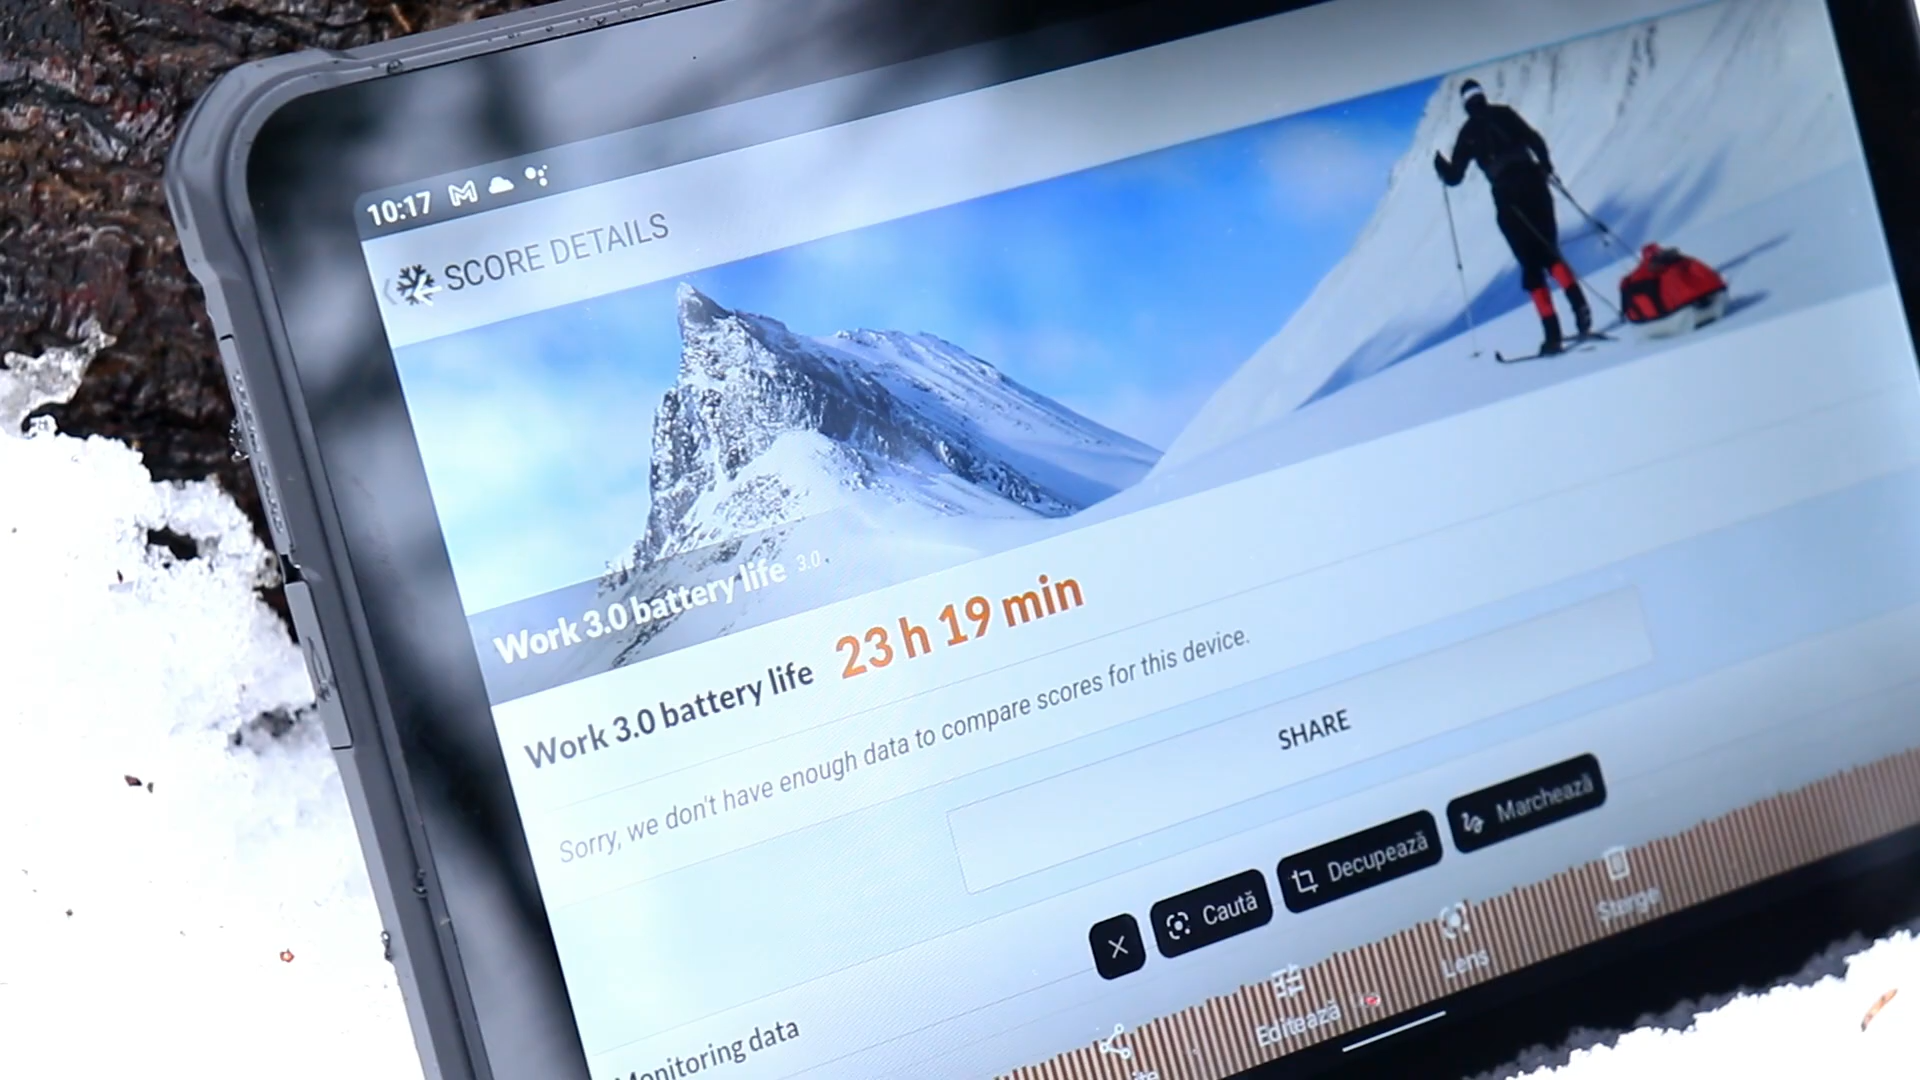 10:17
SCORE DETAILS
Work 3.0 battery life 3.0
Work 3.0 battery life 23 h 19 min
Sorry, we don't have enough data to compare scores for this device.
SHARE
Caută
Decupează
Marchează
Monitoring data
Editează
Lens
Șterge